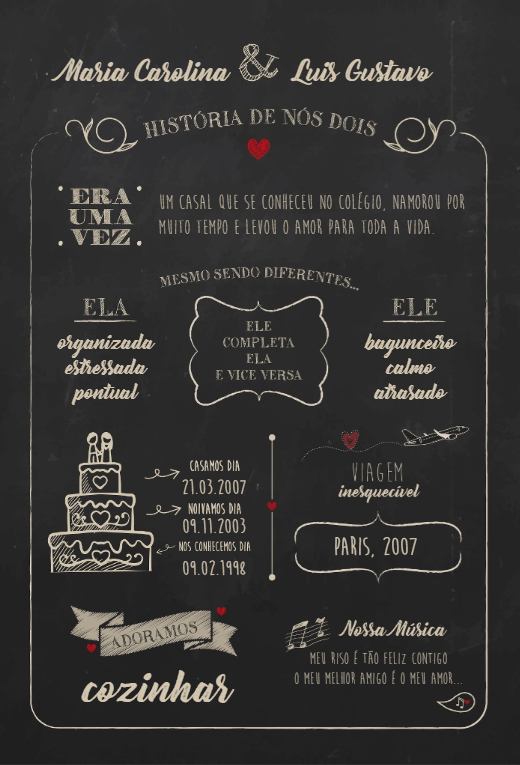 Maria Carolina & Luis Gustavo
HISTÓRIA DE NÓS DOIS
ERA
UMA
VEZ
UM CASAL QUE SE CONHECEU NO COLÉGIO, NAMOROU POR
MUITO TEMPO E LEVOU O AMOR PARA TODA A VIDA.
MESMO SENDO DIFERENTES...
ELA
organizada
estressada
pontual
ELE
COMPLETA
ELA
E VICE VERSA
ELE
bagunceiro
calmo
atrasado
CASAMOS DIA
21.03.2007
NOIVAMOS DIA
09.11.2003
NOS CONHECEMOS DIA
09.02.1998
VIAGEM
inesquecível
PARIS, 2007
ADORAMOS
cozinhar
Nossa Música
MEU RISO É TÃO FELIZ CONTIGO
O MEU MELHOR AMIGO É O MEU AMOR...